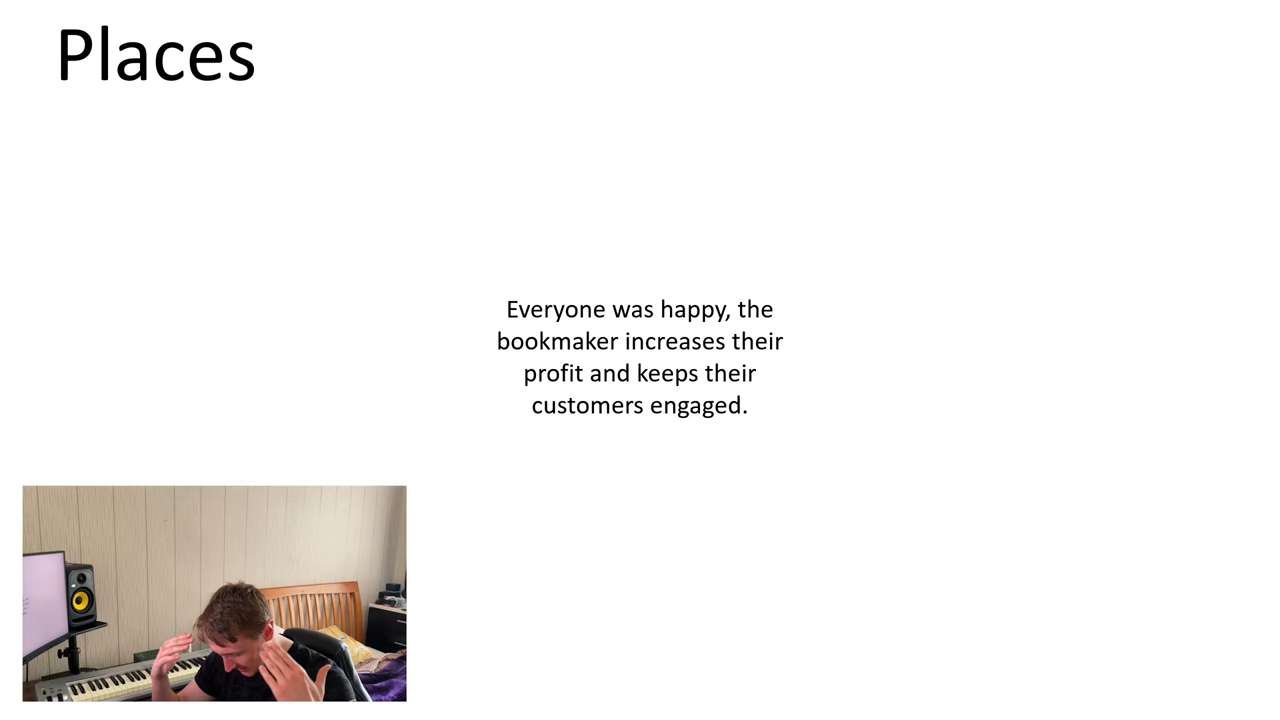 Places
Everyone was happy, the
bookmaker increases their
profit and keeps their
customers engaged.